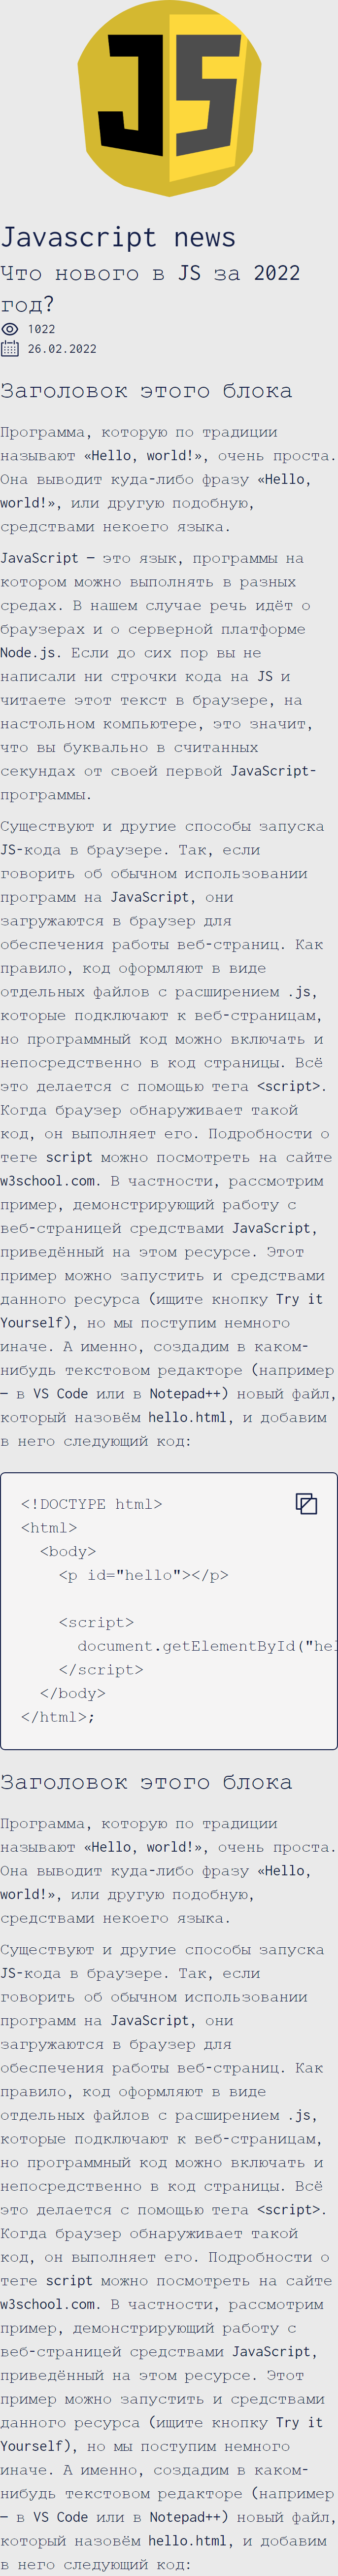 JS
Javascript news
Что нового в JS за 2022
год?
1022
26.02.2022
Заголовок этого блока
Программа, которую по традиции
называют «Hello, world!», очень проста.
Она выводит куда-либо фразу «Hello,
world!», или другую подобную,
средствами некоего языка.
JavaScript — это язык, программы на
котором можно выполнять в разных
средах. В нашем случае речь идёт о
браузерах и о серверной платформе
Node.js. Если до сих пор вы не
написали ни строчки кода на JS и
читаете этот текст в браузере, на
настольном компьютере, это значит,
что вы буквально в считанных
секундах от своей первой JavaScript-
программы.
Существуют и другие способы запуска
JS-кода в браузере. Так, если
говорить об обычном использовании
программ на JavaScript, они
загружаются в браузер для
обеспечения работы веб-страниц. Как
правило, код оформляют в виде
отдельных файлов с расширением .js,
которые подключают к веб-страницам,
но программный код можно включать и
непосредственно в код страницы. Всё
это делается с помощью тега <script>.
Когда браузер обнаруживает такой
код, он выполняет его. Подробности о
теге script можно посмотреть на сайте
w3school.com. В частности, рассмотрим
пример, демонстрирующий работу с
веб-страницей средствами JavaScript,
приведённый на этом ресурсе. Этот
пример можно запустить и средствами
данного ресурса (ищите кнопку Try it
Yourself), но мы поступим немного
иначе. А именно, создадим в каком-
нибудь текстовом редакторе (например
— в VS Code или в Notepad++) новый файл,
который назовём hello.html, и добавим
в него следующий код:
<!DOCTYPE html>
<html>
<body>
<p id="hello"></p>
<script>
document.getElementById("hel
</script>
</body>
</html>;
Заголовок этого блока
Программа, которую по традиции
называют «Hello, world!», очень проста.
Она выводит куда-либо фразу «Hello,
world!», или другую подобную,
средствами некоего языка.
Существуют и другие способы запуска
JS-кода в браузере. Так, если
говорить об обычном использовании
программ на JavaScript, они
загружаются в браузер для
обеспечения работы веб-страниц. Как
правило, код оформляют в виде
отдельных файлов с расширением .js,
которые подключают к веб-страницам,
но программный код можно включать и
непосредственно в код страницы. Всё
это делается с помощью тега <script>.
Когда браузер обнаруживает такой
код, он выполняет его. Подробности о
теге script можно посмотреть на сайте
w3school.com. В частности, рассмотрим
пример, демонстрирующий работу с
веб-страницей средствами JavaScript,
приведённый на этом ресурсе. Этот
пример можно запустить и средствами
данного ресурса (ищите кнопку Try it
Yourself), но мы поступим немного
иначе. А именно, создадим в каком-
нибудь текстовом редакторе (например
— в VS Code или в Notepad++) новый файл,
который назовём hello.html, и добавим
в него следующий код: